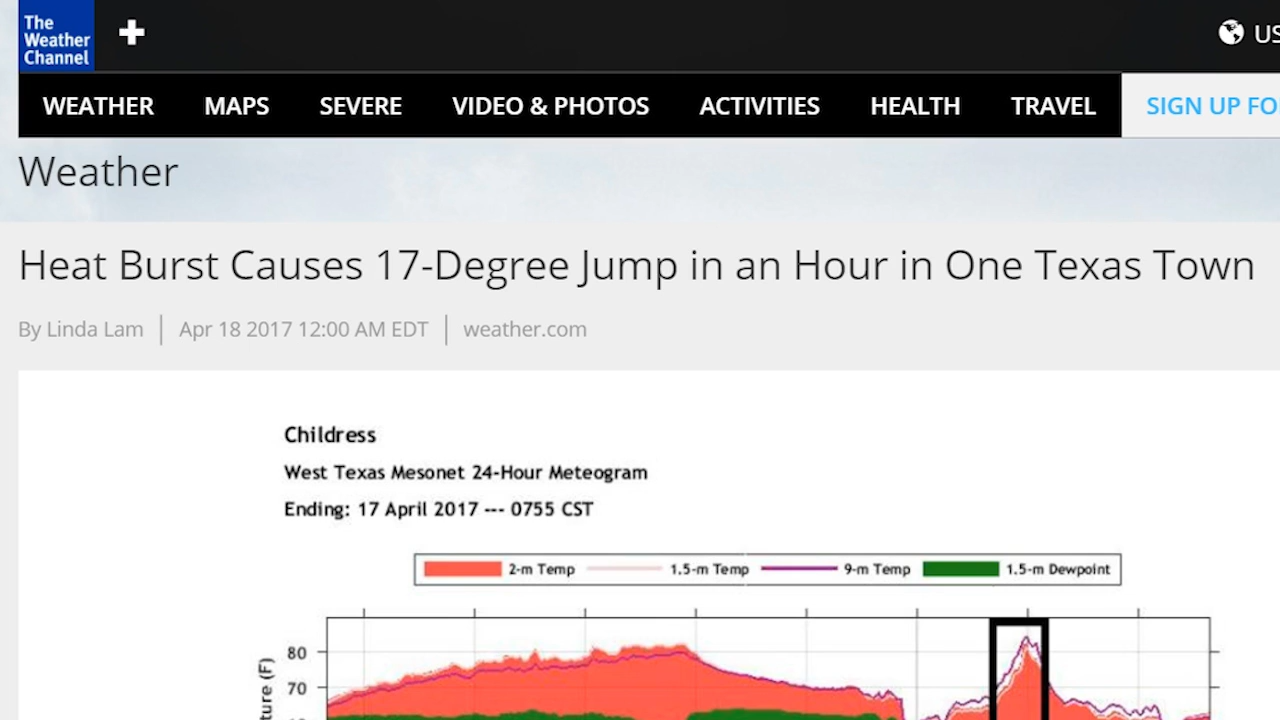 The
Weather
Channel
US
WEATHER MAPS SEVERE VIDEO & PHOTOS ACTIVITIES HEALTH TRAVEL SIGN UP FO
Weather
Heat Burst Causes 17-Degree Jump in an Hour in One Texas Town
By Linda Lam | Apr 18 2017 12:00 AM EDT | weather.com
Childress
West Texas Mesonet 24-Hour Meteogram
Ending: 17 April 2017 --- 0755 CST
2-m Temp 1.5-m Temp 9-m Temp 1.5-m Dewpoint
80
70
ture (F)